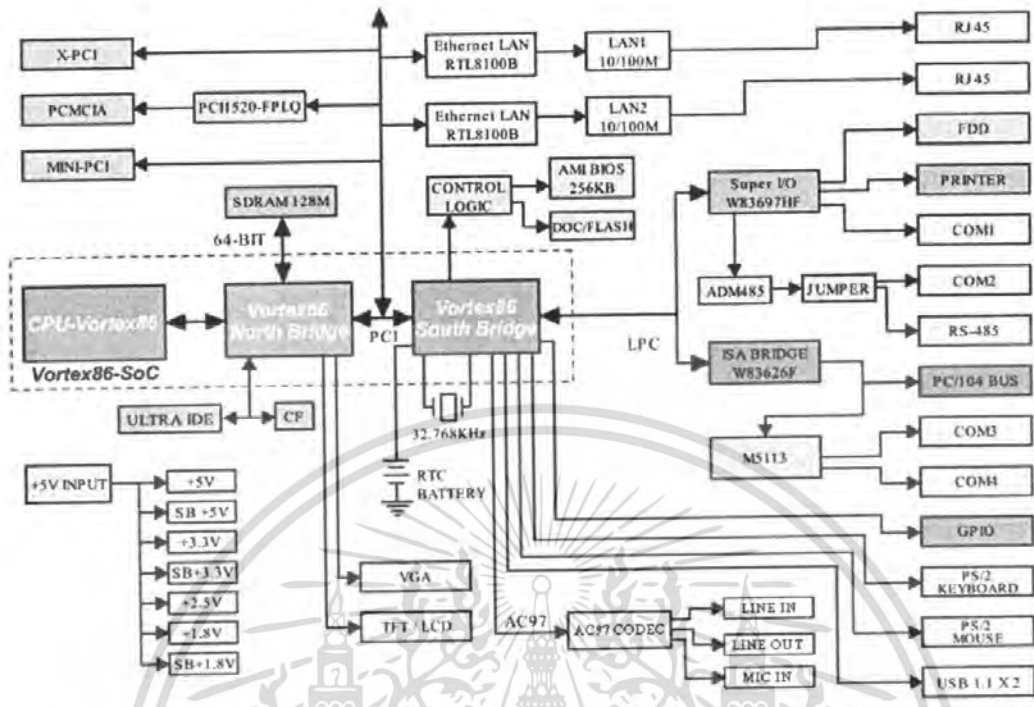 X-PCI
PCMCIA
PCI1520-FPLQ
MINI-PCI
SDRAM 128M
64-BIT
Ethernet LAN
RTL8100B
LAN1
10/100M
RJ45
Ethernet LAN
RTL8100B
LAN2
10/100M
RJ45
CONTROL
LOGIC
AMI BIOS
256KB
DOC/FLASH
Super I/O
W83697HF
FDD
PRINTER
COM1
ADM485
JUMPER
COM2
RS-485
CPU-Vortex86
Vortex86
North Bridge
PCI
Vortex86
South Bridge
Vortex86-SoC
LPC
ISA BRIDGE
W83626F
PC/104 BUS
M5113
COM3
COM4
ULTRA IDE
CF
32.768KHz
RTC
BATTERY
+5V INPUT
+5V
SB +5V
+3.3V
SB+3.3V
+2.5V
+1.8V
SB+1.8V
VGA
TFT / LCD
AC97
AC97 CODEC
LINE IN
LINE OUT
MIC IN
GPIO
PS/2
KEYBOARD
PS/2
MOUSE
USB 1.1 X 2